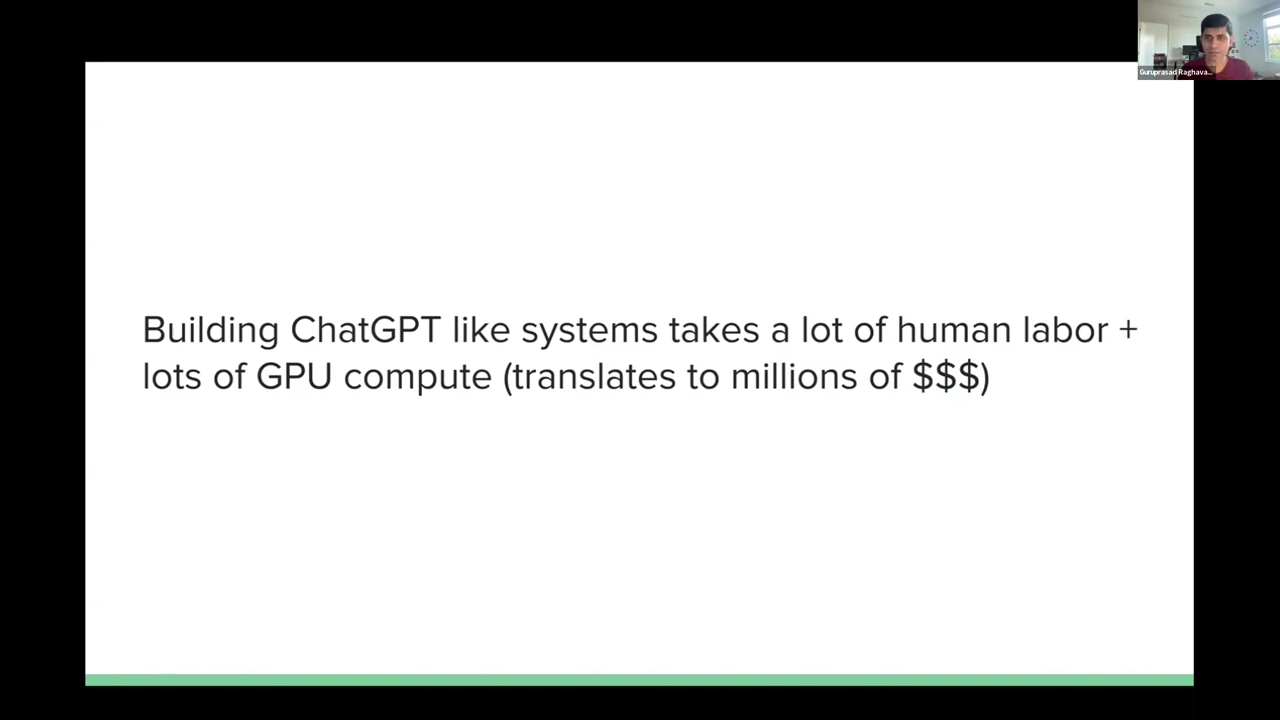 Guruprasad Raghava...
Building ChatGPT like systems takes a lot of human labor +
lots of GPU compute (translates to millions of $$$)